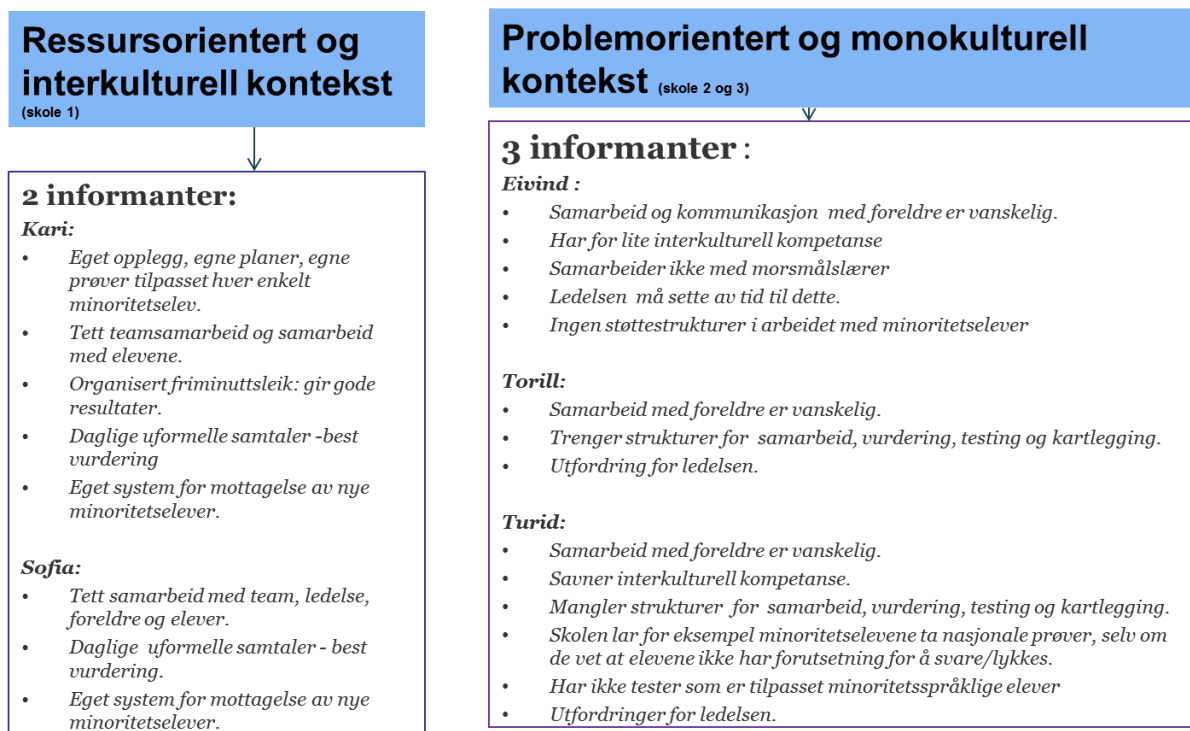 Ressursorientert og
interkulturell kontekst
(skole 1)
2 informanter:
Kari:
• Eget opplegg, egne planer, egne
prøver tilpasset hver enkelt
minoritetselev.
• Tett teamsamarbeid og samarbeid
med elevene.
• Organisert friminuttsleik: gir gode
resultater.
• Daglige uformelle samtaler -best
vurdering
• Eget system for mottagelse av nye
minoritetselever.
Sofia:
• Tett samarbeid med team, ledelse,
foreldre og elever.
• Daglige uformelle samtaler - best
vurdering.
• Eget system for mottagelse av nye
minoritetselever.
Problemorientert og monokulturell
kontekst (skole 2 og 3)
3 informanter :
Eivind :
• Samarbeid og kommunikasjon med foreldre er vanskelig.
• Har for lite interkulturell kompetanse
• Samarbeider ikke med morsmålslærer
• Ledelsen må sette av tid til dette.
• Ingen støttestrukturer i arbeidet med minoritetselever
Torill:
• Samarbeid med foreldre er vanskelig.
• Trenger strukturer for samarbeid, vurdering, testing og kartlegging.
• Utfordring for ledelsen.
Turid:
• Samarbeid med foreldre er vanskelig.
• Savner interkulturell kompetanse.
• Mangler strukturer for samarbeid, vurdering, testing og kartlegging.
• Skolen lar for eksempel minoritetselevene ta nasjonale prøver, selv om
de vet at elevene ikke har forutsetning for å svare/lykkes.
• Har ikke tester som er tilpasset minoritetsspråklige elever
• Utfordringer for ledelsen.